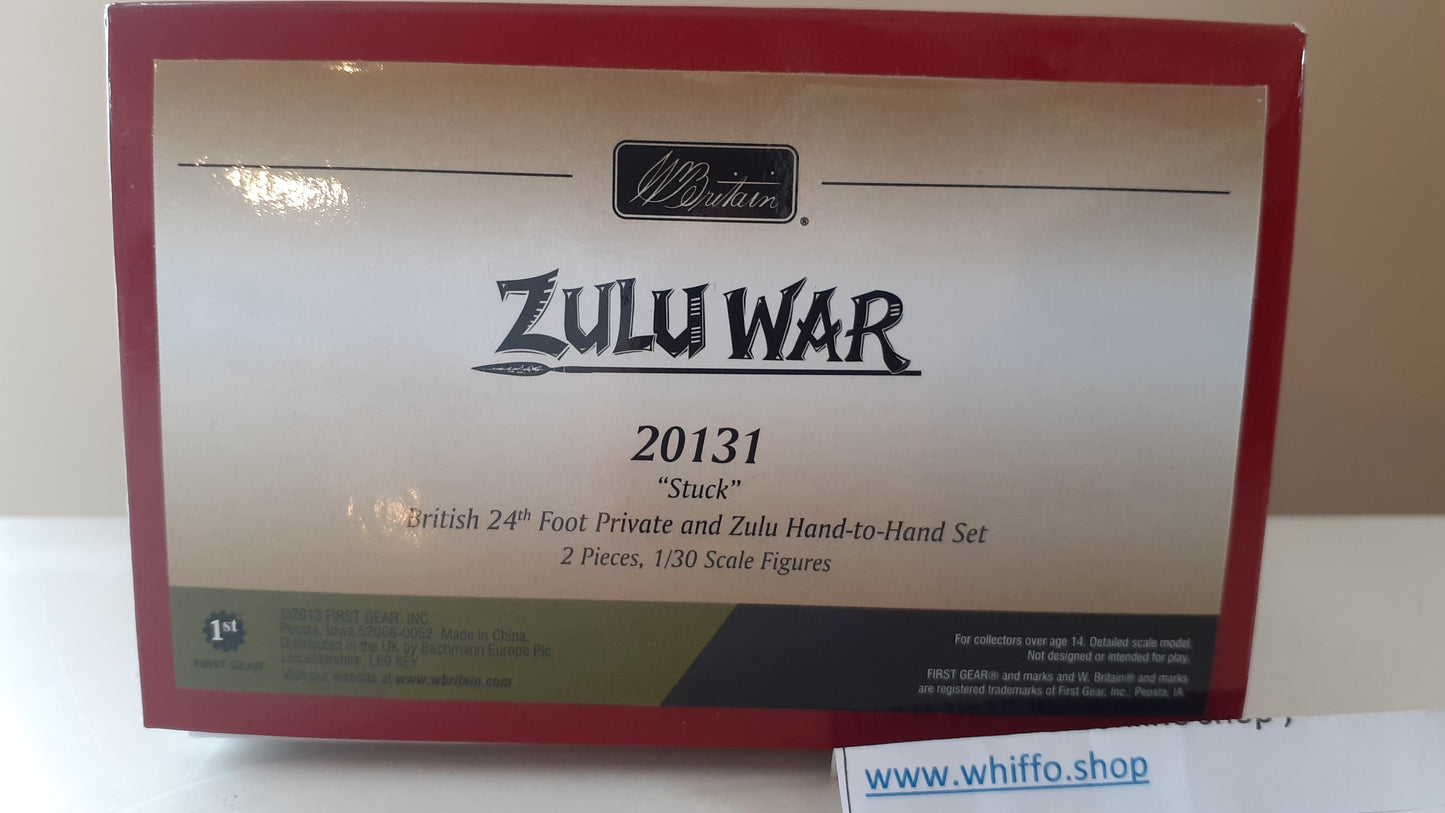 W Britain®
ZULU WAR
20131
“Stuck”
British 24th Foot Private and Zulu Hand-to-Hand Set
2 Pieces, 1/30 Scale Figures
1st
FIRST GEAR®
©2013 FIRST GEAR, INC.
Peosta, Iowa 52068-0052. Made in China.
Distributed in the UK by Bachmann Europe Plc.
Leicestershire, LE9 8EY
Visit our website at www.wbritain.com
For collectors over age 14. Detailed scale model.
Not designed or intended for play.
FIRST GEAR® and marks and W. Britain® and marks
are registered trademarks of First Gear, Inc., Peosta, IA.
www.whiffo.shop